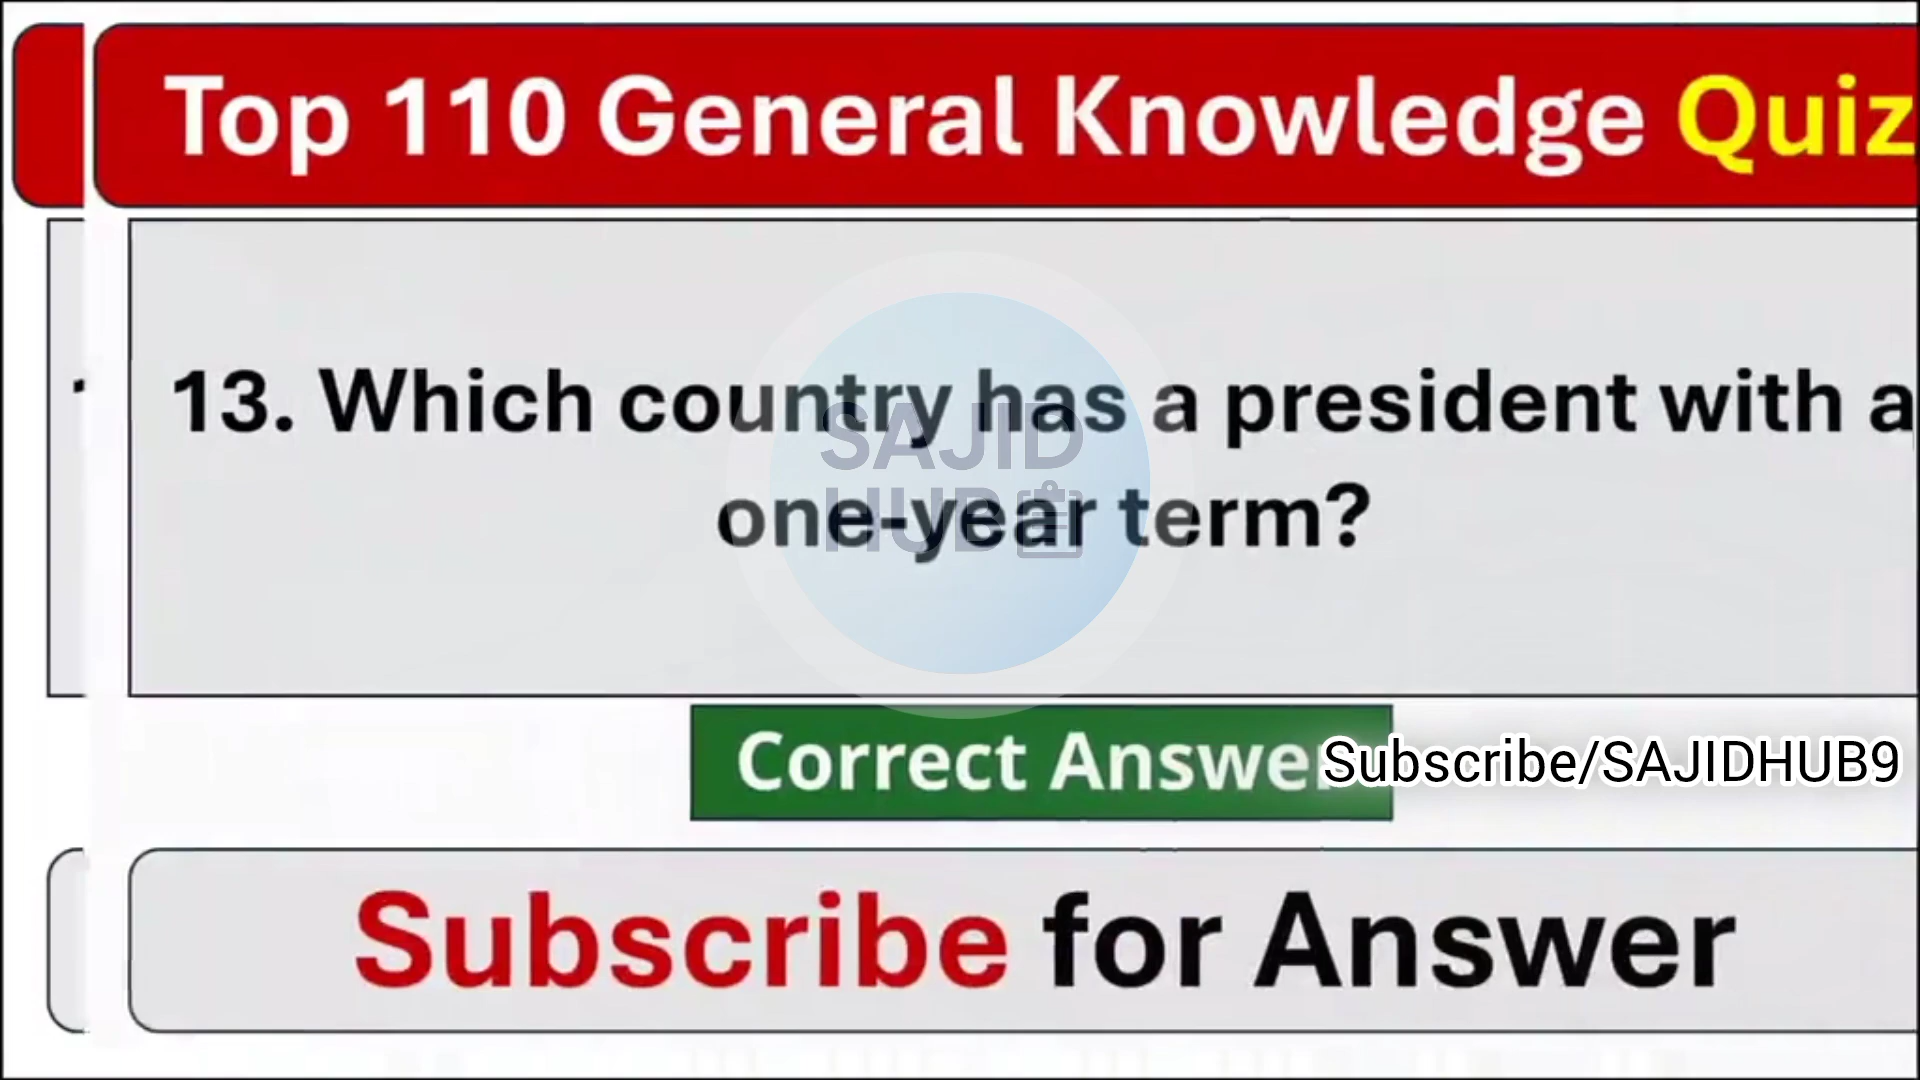 Top 110 General Knowledge Quiz
13. Which country has a president with a
one-year term?
SAJID
HUB
Correct Answer
Subscribe/SAJIDHUB9
Subscribe for Answer